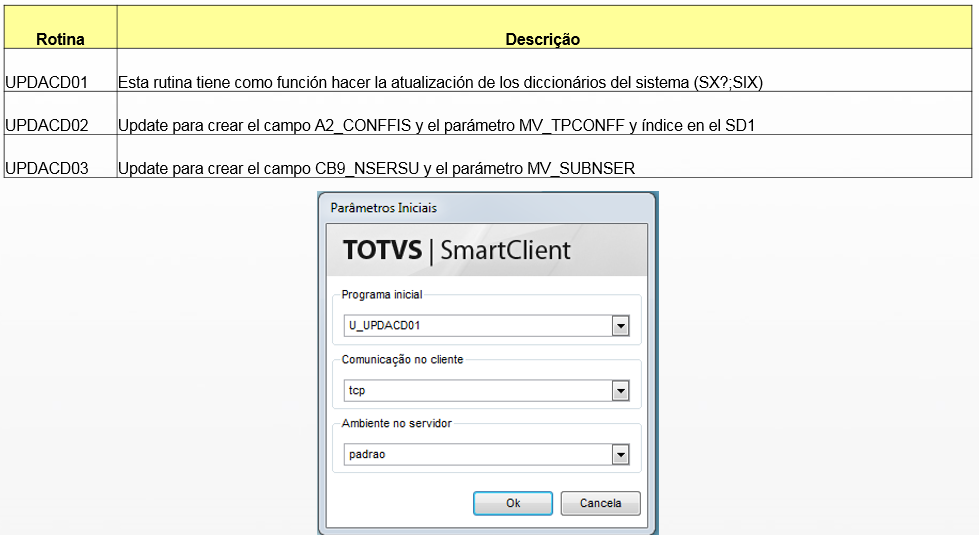 Rotina Descrição
UPDACD01 Esta rutina tiene como función hacer la atualización de los diccionários del sistema (SX?;SIX)
UPDACD02 Update para crear el campo A2_CONFFIS y el parámetro MV_TPCONFF y índice en el SD1
UPDACD03 Update para crear el campo CB9_NSERSU y el parámetro MV_SUBNSER
Parâmetros Iniciais
TOTVS | SmartClient
Programa inicial
U_UPDACD01
Comunicação no cliente
tcp
Ambiente no servidor
padrao
Ok Cancela